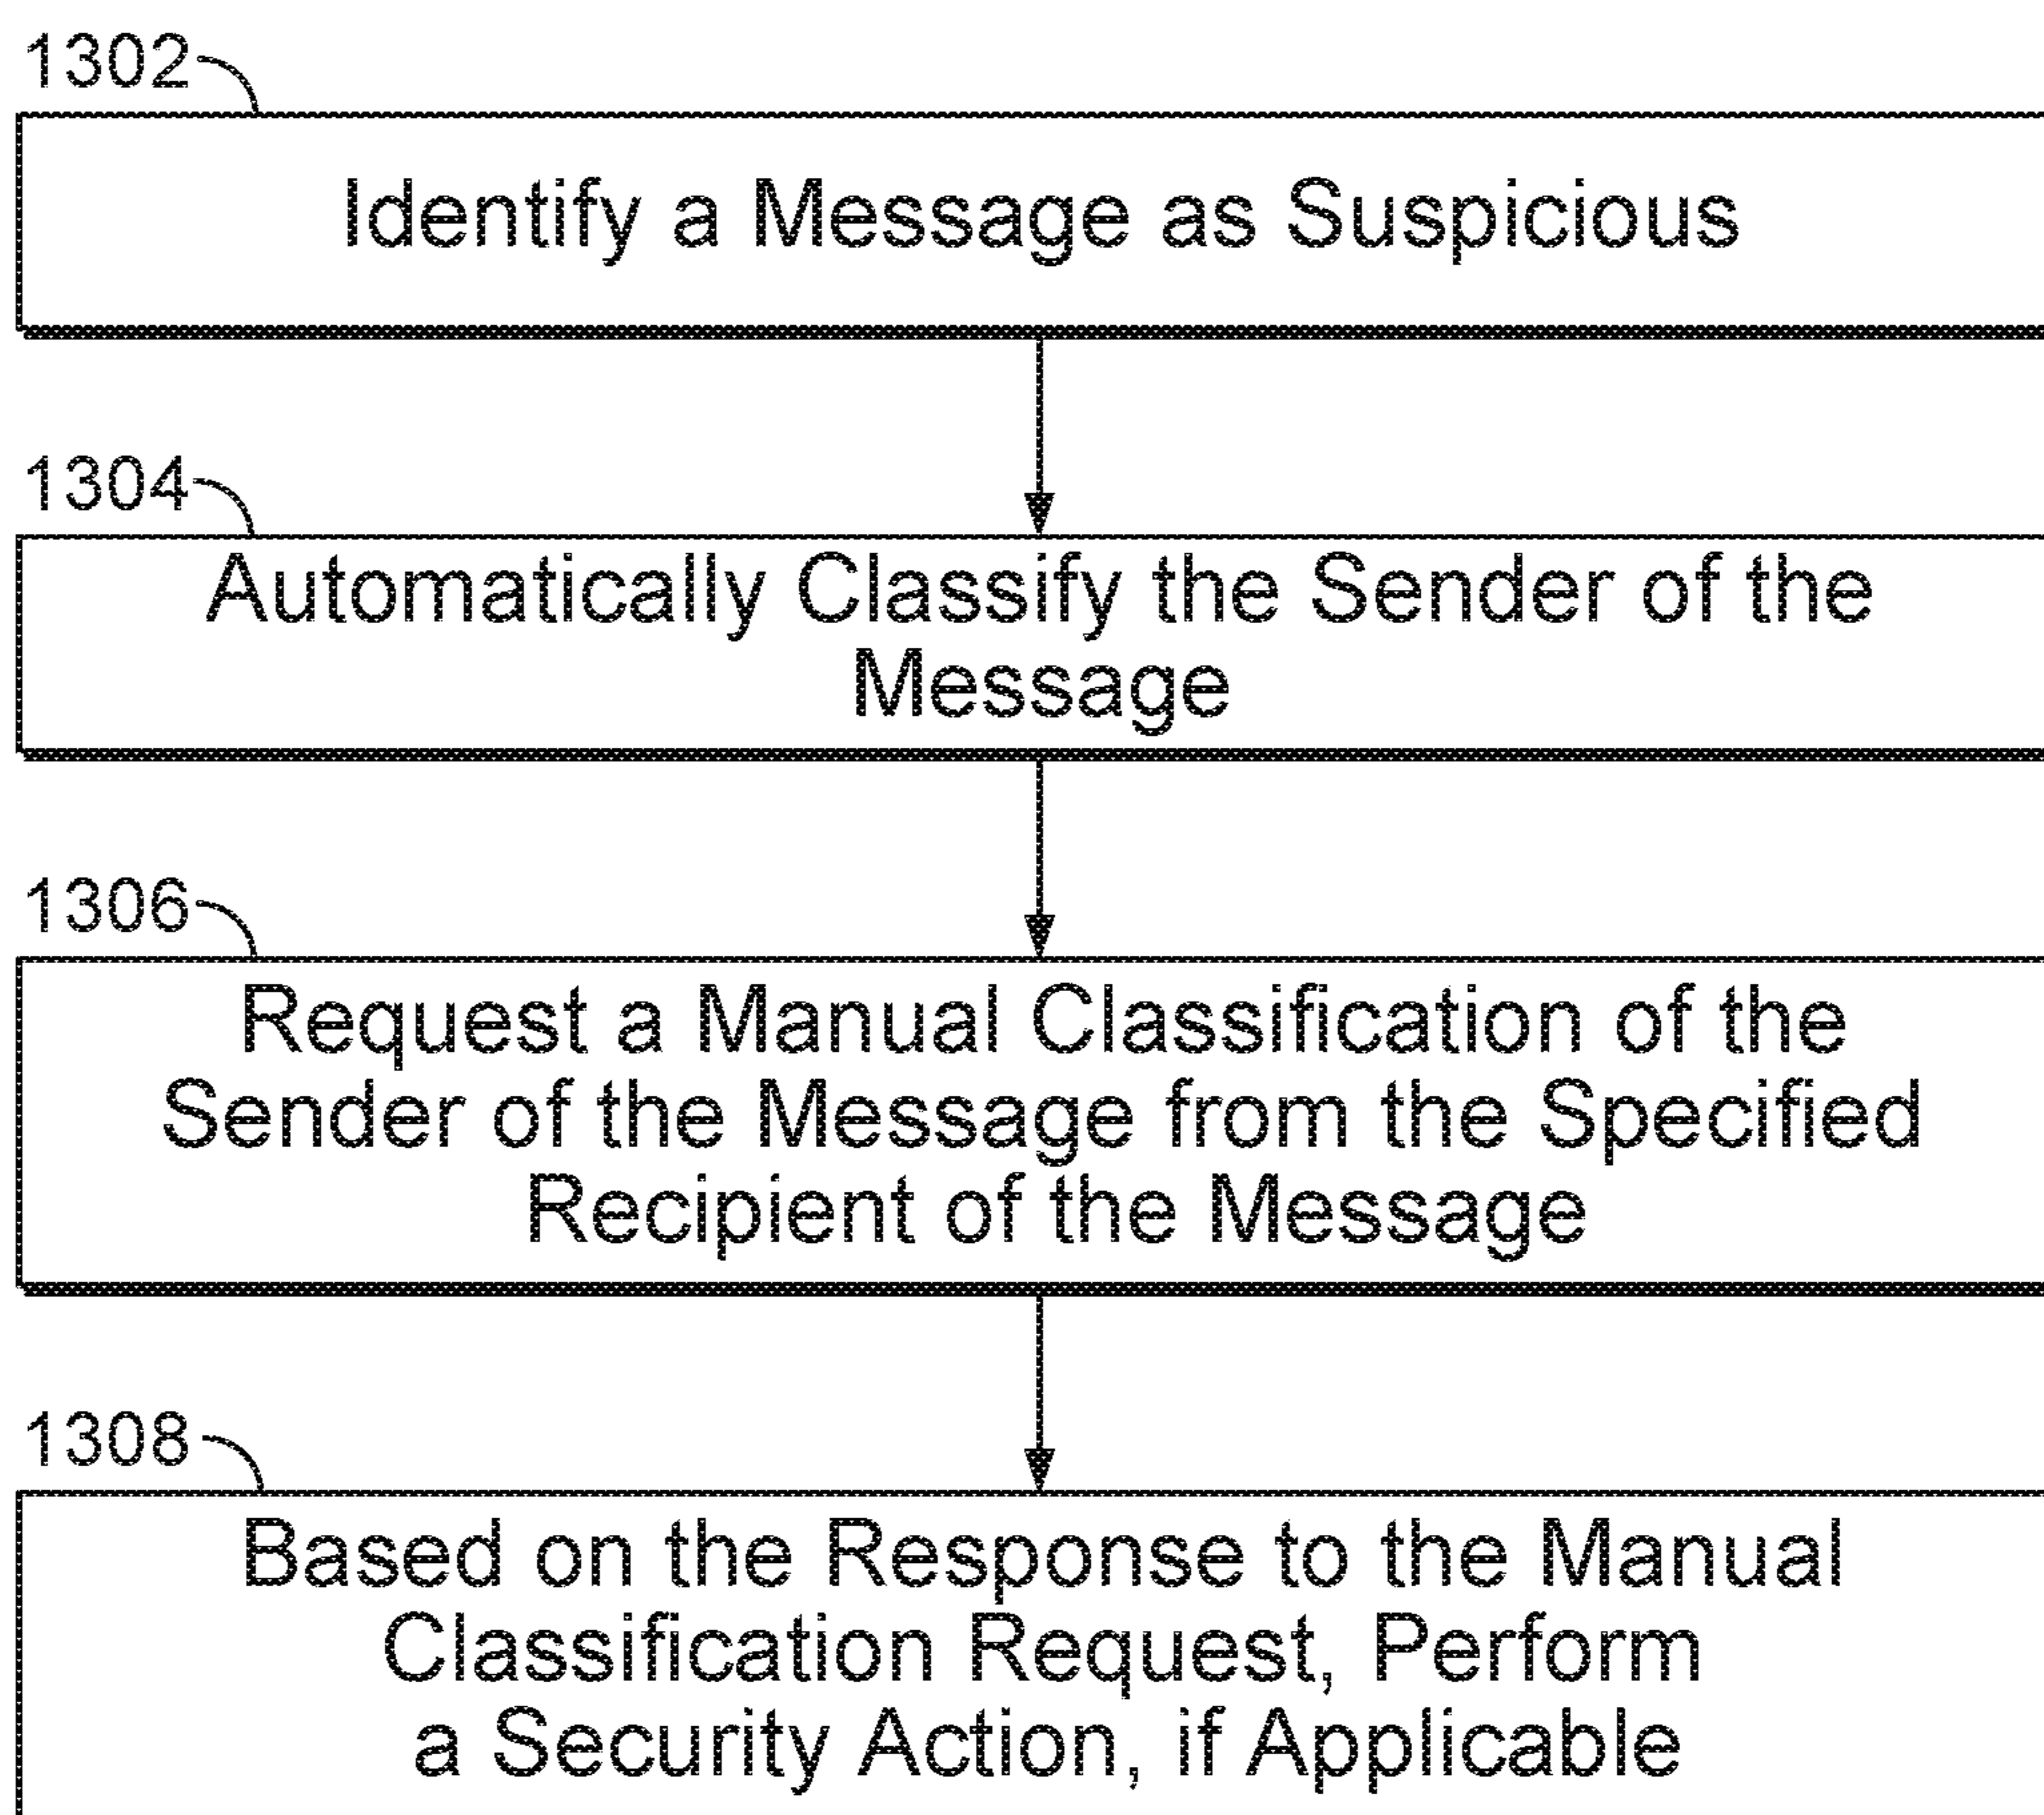 1302
Identify a Message as Suspicious
1304
Automatically Classify the Sender of the
Message
1306
Request a Manual Classification of the
Sender of the Message from the Specified
Recipient of the Message
1308
Based on the Response to the Manual
Classification Request, Perform
a Security Action, if Applicable